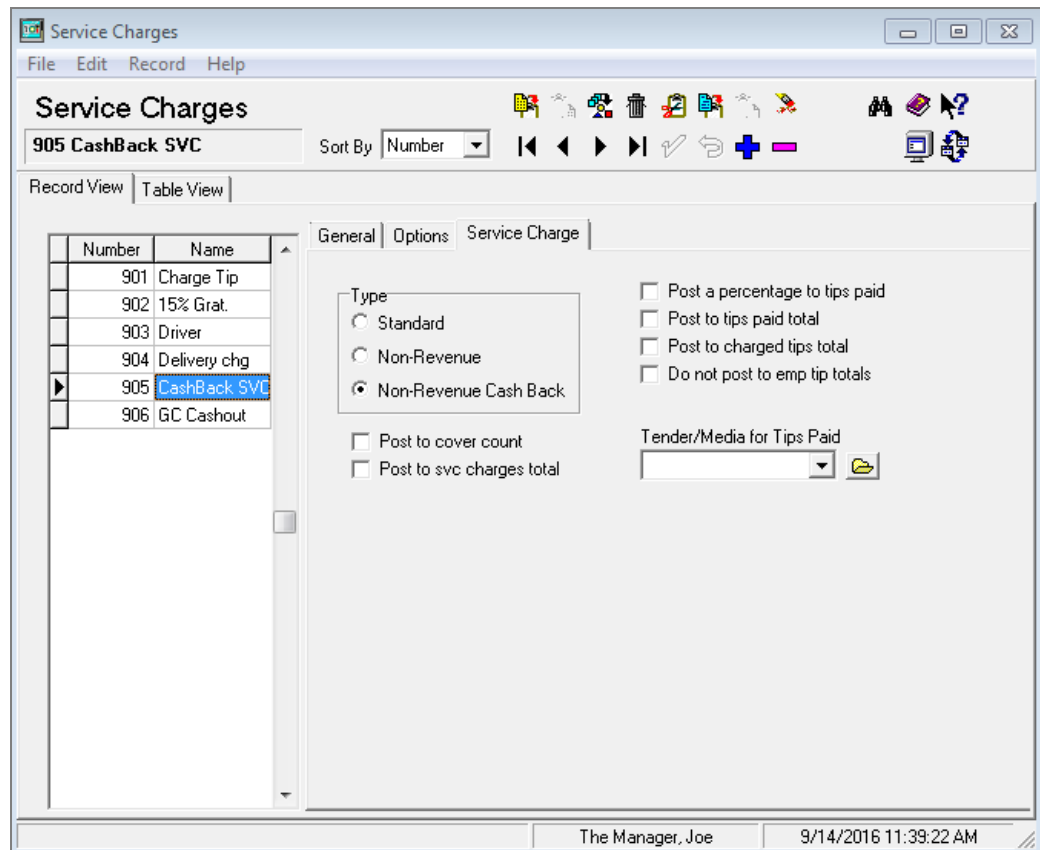 Service Charges
File Edit Record Help
Service Charges
905 CashBack SVC
Sort By Number
Record View Table View
General Options Service Charge
Number Name
901 Charge Tip
902 15% Grat.
903 Driver
904 Delivery chg
905 CashBack SVC
906 GC Cashout
Type
Standard
Non-Revenue
Non-Revenue Cash Back
Post to cover count
Post to svc charges total
Post a percentage to tips paid
Post to tips paid total
Post to charged tips total
Do not post to emp tip totals
Tender/Media for Tips Paid
The Manager, Joe 9/14/2016 11:39:22 AM